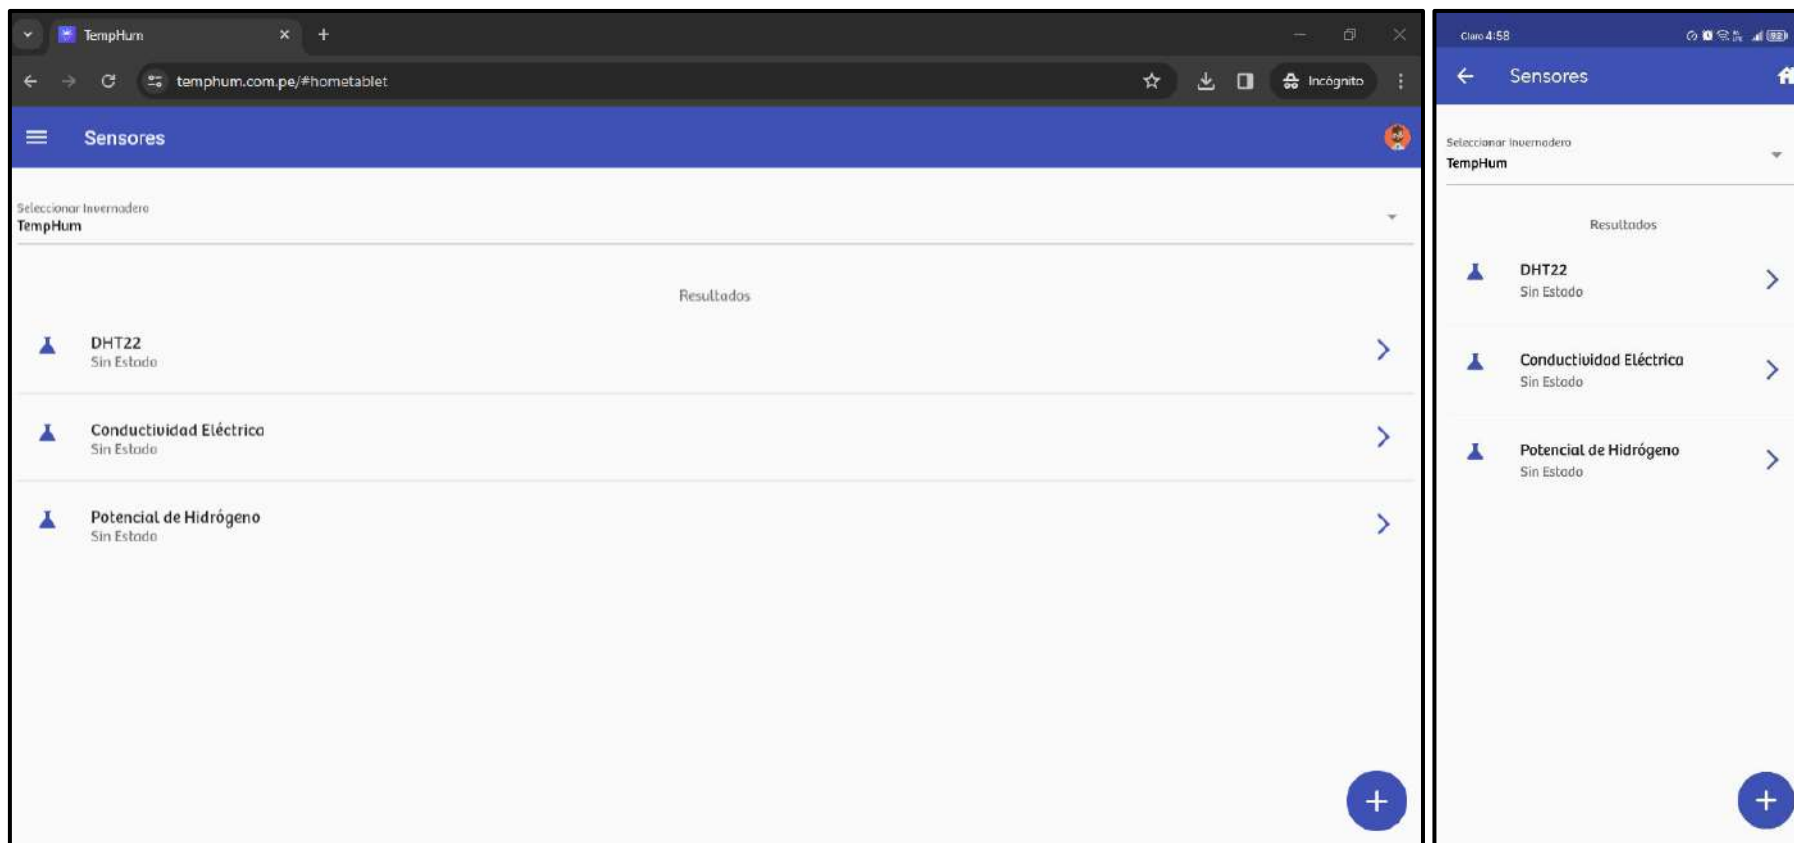 TempHum
temphum.com.pe/#hometablet
Incógnito
Sensores
Seleccionar Invernadero
TempHum
Resultados
DHT22
Sin Estado
Conductividad Eléctrica
Sin Estado
Potencial de Hidrógeno
Sin Estado
+
Claro 4:58
92
Sensores
Seleccionar Invernadero
TempHum
Resultados
DHT22
Sin Estado
Conductividad Eléctrica
Sin Estado
Potencial de Hidrógeno
Sin Estado
+